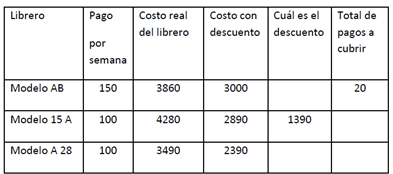 Librero Pago por semana Costo real del librero Costo con descuento Cuál es el descuento Total de pagos a cubrir
Modelo AB 150 3860 3000 20
Modelo 15 A 100 4280 2890 1390
Modelo A 28 100 3490 2390